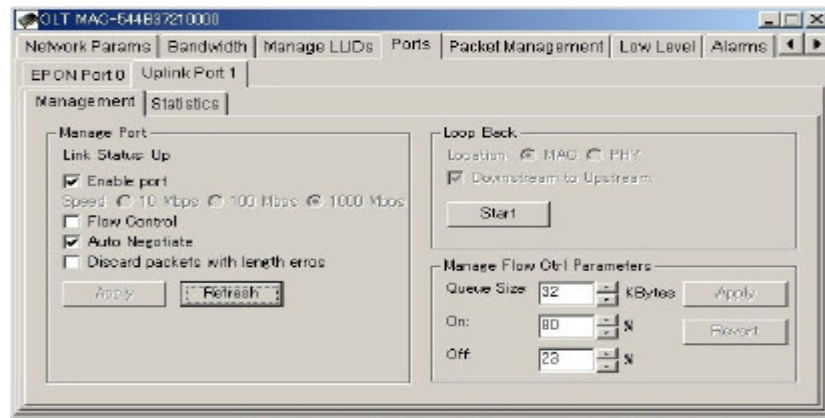 OLT MAC-544B37210000
Network Params Bandwidth Manage LLIDs Ports Packet Management Low Level Alarms
EPON Port 0 Uplink Port 1
Management Statistics
Manage Port
Link Status: Up
Enable port
Speed: 10 Mbps 100 Mbps 1000 Mbps
Flow Control
Auto Negotiate
Discard packets with length erros
Apply Refresh
Loop Back
Location: MAC PHY
Downstream to Upstream
Start
Manage Flow Ctrl Parameters
Queue Size: 32 KBytes Apply
On: 80 % Revert
Off: 23 %